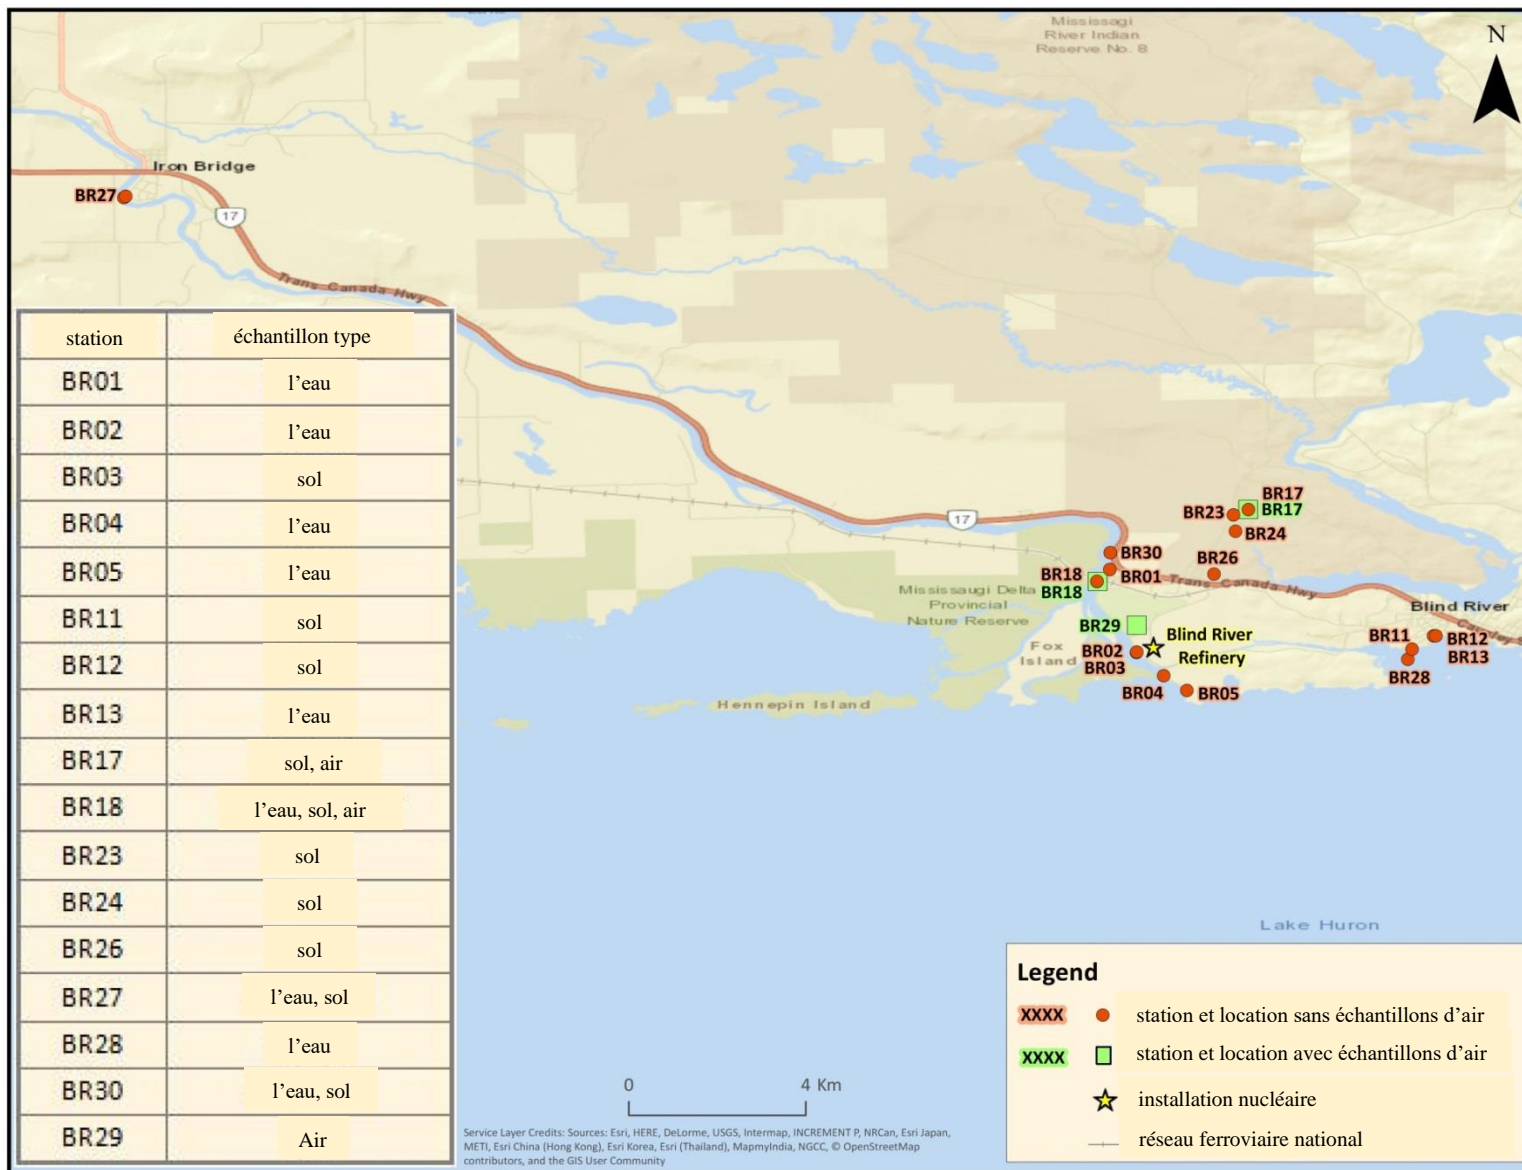 Mississagi
River Indian
Reserve No. 8
N
Iron Bridge
BR27
17
Trans Canada Hwy
station échantillon type
BR01 l’eau
BR02 l’eau
BR03 sol
BR04 l’eau
BR05 l’eau
BR11 sol
BR12 sol
BR13 l’eau
BR17 sol, air
BR18 l’eau, sol, air
BR23 sol
BR24 sol
BR26 sol
BR27 l’eau, sol
BR28 l’eau
BR30 l’eau, sol
BR29 Air
17
BR17
BR23 BR17
BR24
BR30
BR26
BR18 BR01
BR18
Trans Canada Hwy
Mississaugi Delta
Provincial
Nature Reserve
Blind River
BR29
Blind River
Refinery
Fox
Island
BR02
BR03
BR11 BR12
BR13
BR28
BR04 BR05
Hennepin Island
Lake Huron
Legend
XXXX station et location sans échantillons d’air
XXXX station et location avec échantillons d’air
installation nucléaire
réseau ferroviaire national
0 4 Km
Service Layer Credits: Sources: Esri, HERE, DeLorme, USGS, Intermap, INCREMENT P, NRCan, Esri Japan,
METI, Esri China (Hong Kong), Esri Korea, Esri (Thailand), MapmyIndia, NGCC, © OpenStreetMap
contributors, and the GIS User Community